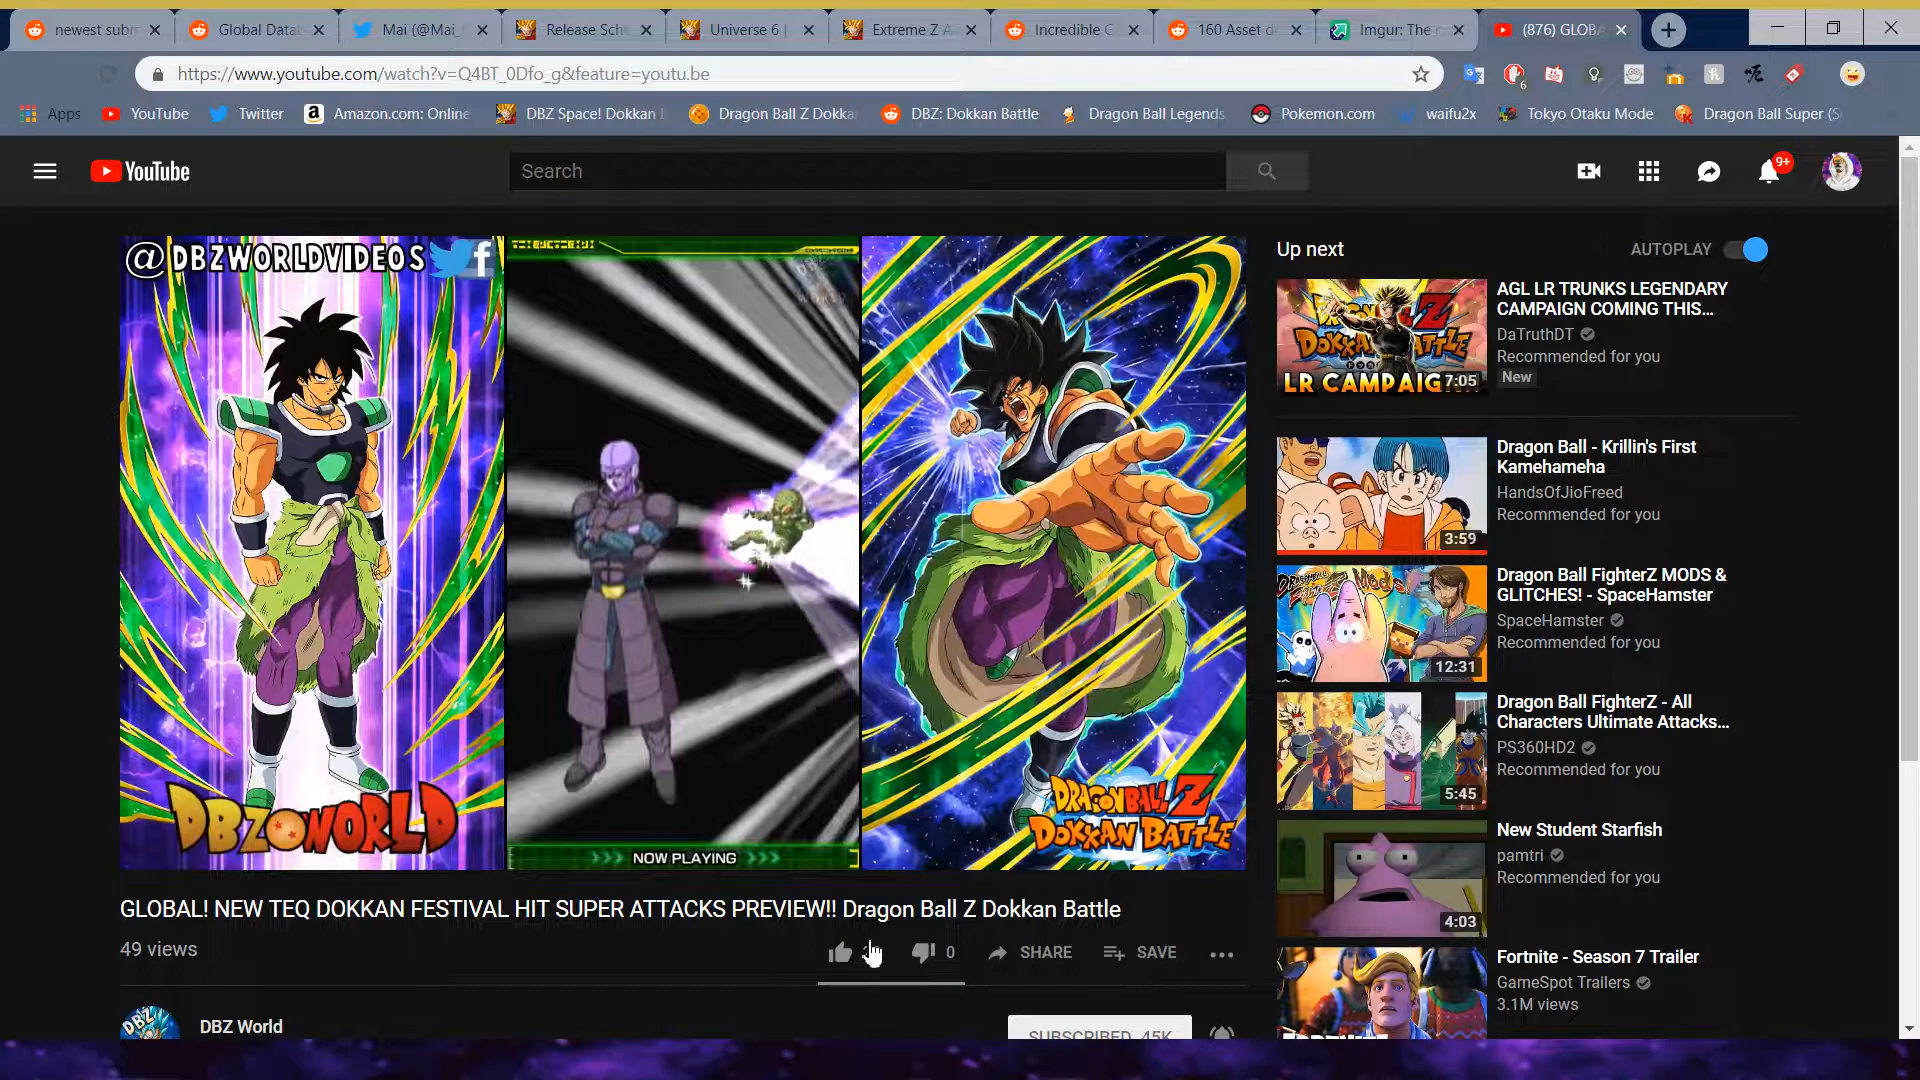 newest subm
Global Datal
Mai (@Mai_
Release Sche
Universe 6 |
Extreme Z A
Incredible G
160 Asset d
Imgur: The m
(876) GLOBA
https://www.youtube.com/watch?v=Q4BT_0Dfo_g&feature=youtu.be
6
Apps
YouTube
Twitter
Amazon.com: Online
DBZ Space! Dokkan
Dragon Ball Z Dokka
DBZ: Dokkan Battle
Dragon Ball Legends
Pokemon.com
waifu2x
Tokyo Otaku Mode
Dragon Ball Super (S
YouTube
Search
9+
@DBZWORLDVIDEOS
DBZ WORLD
DRAGONBALL Z
DOKKAN BATTLE
>>> NOW PLAYING >>>
GLOBAL! NEW TEQ DOKKAN FESTIVAL HIT SUPER ATTACKS PREVIEW!! Dragon Ball Z Dokkan Battle
49 views
0
SHARE
SAVE
DBZ World
SUBSCRIBED 45K
Up next
AUTOPLAY
LR CAMPAIG
7:05
AGL LR TRUNKS LEGENDARY
CAMPAIGN COMING THIS...
DaTruthDT
Recommended for you
New
3:59
Dragon Ball - Krillin's First
Kamehameha
HandsOfJioFreed
Recommended for you
Mods
12:31
Dragon Ball FighterZ MODS &
GLITCHES! - SpaceHamster
SpaceHamster
Recommended for you
5:45
Dragon Ball FighterZ - All
Characters Ultimate Attacks...
PS360HD2
Recommended for you
4:03
New Student Starfish
pamtri
Recommended for you
Fortnite - Season 7 Trailer
GameSpot Trailers
3.1M views